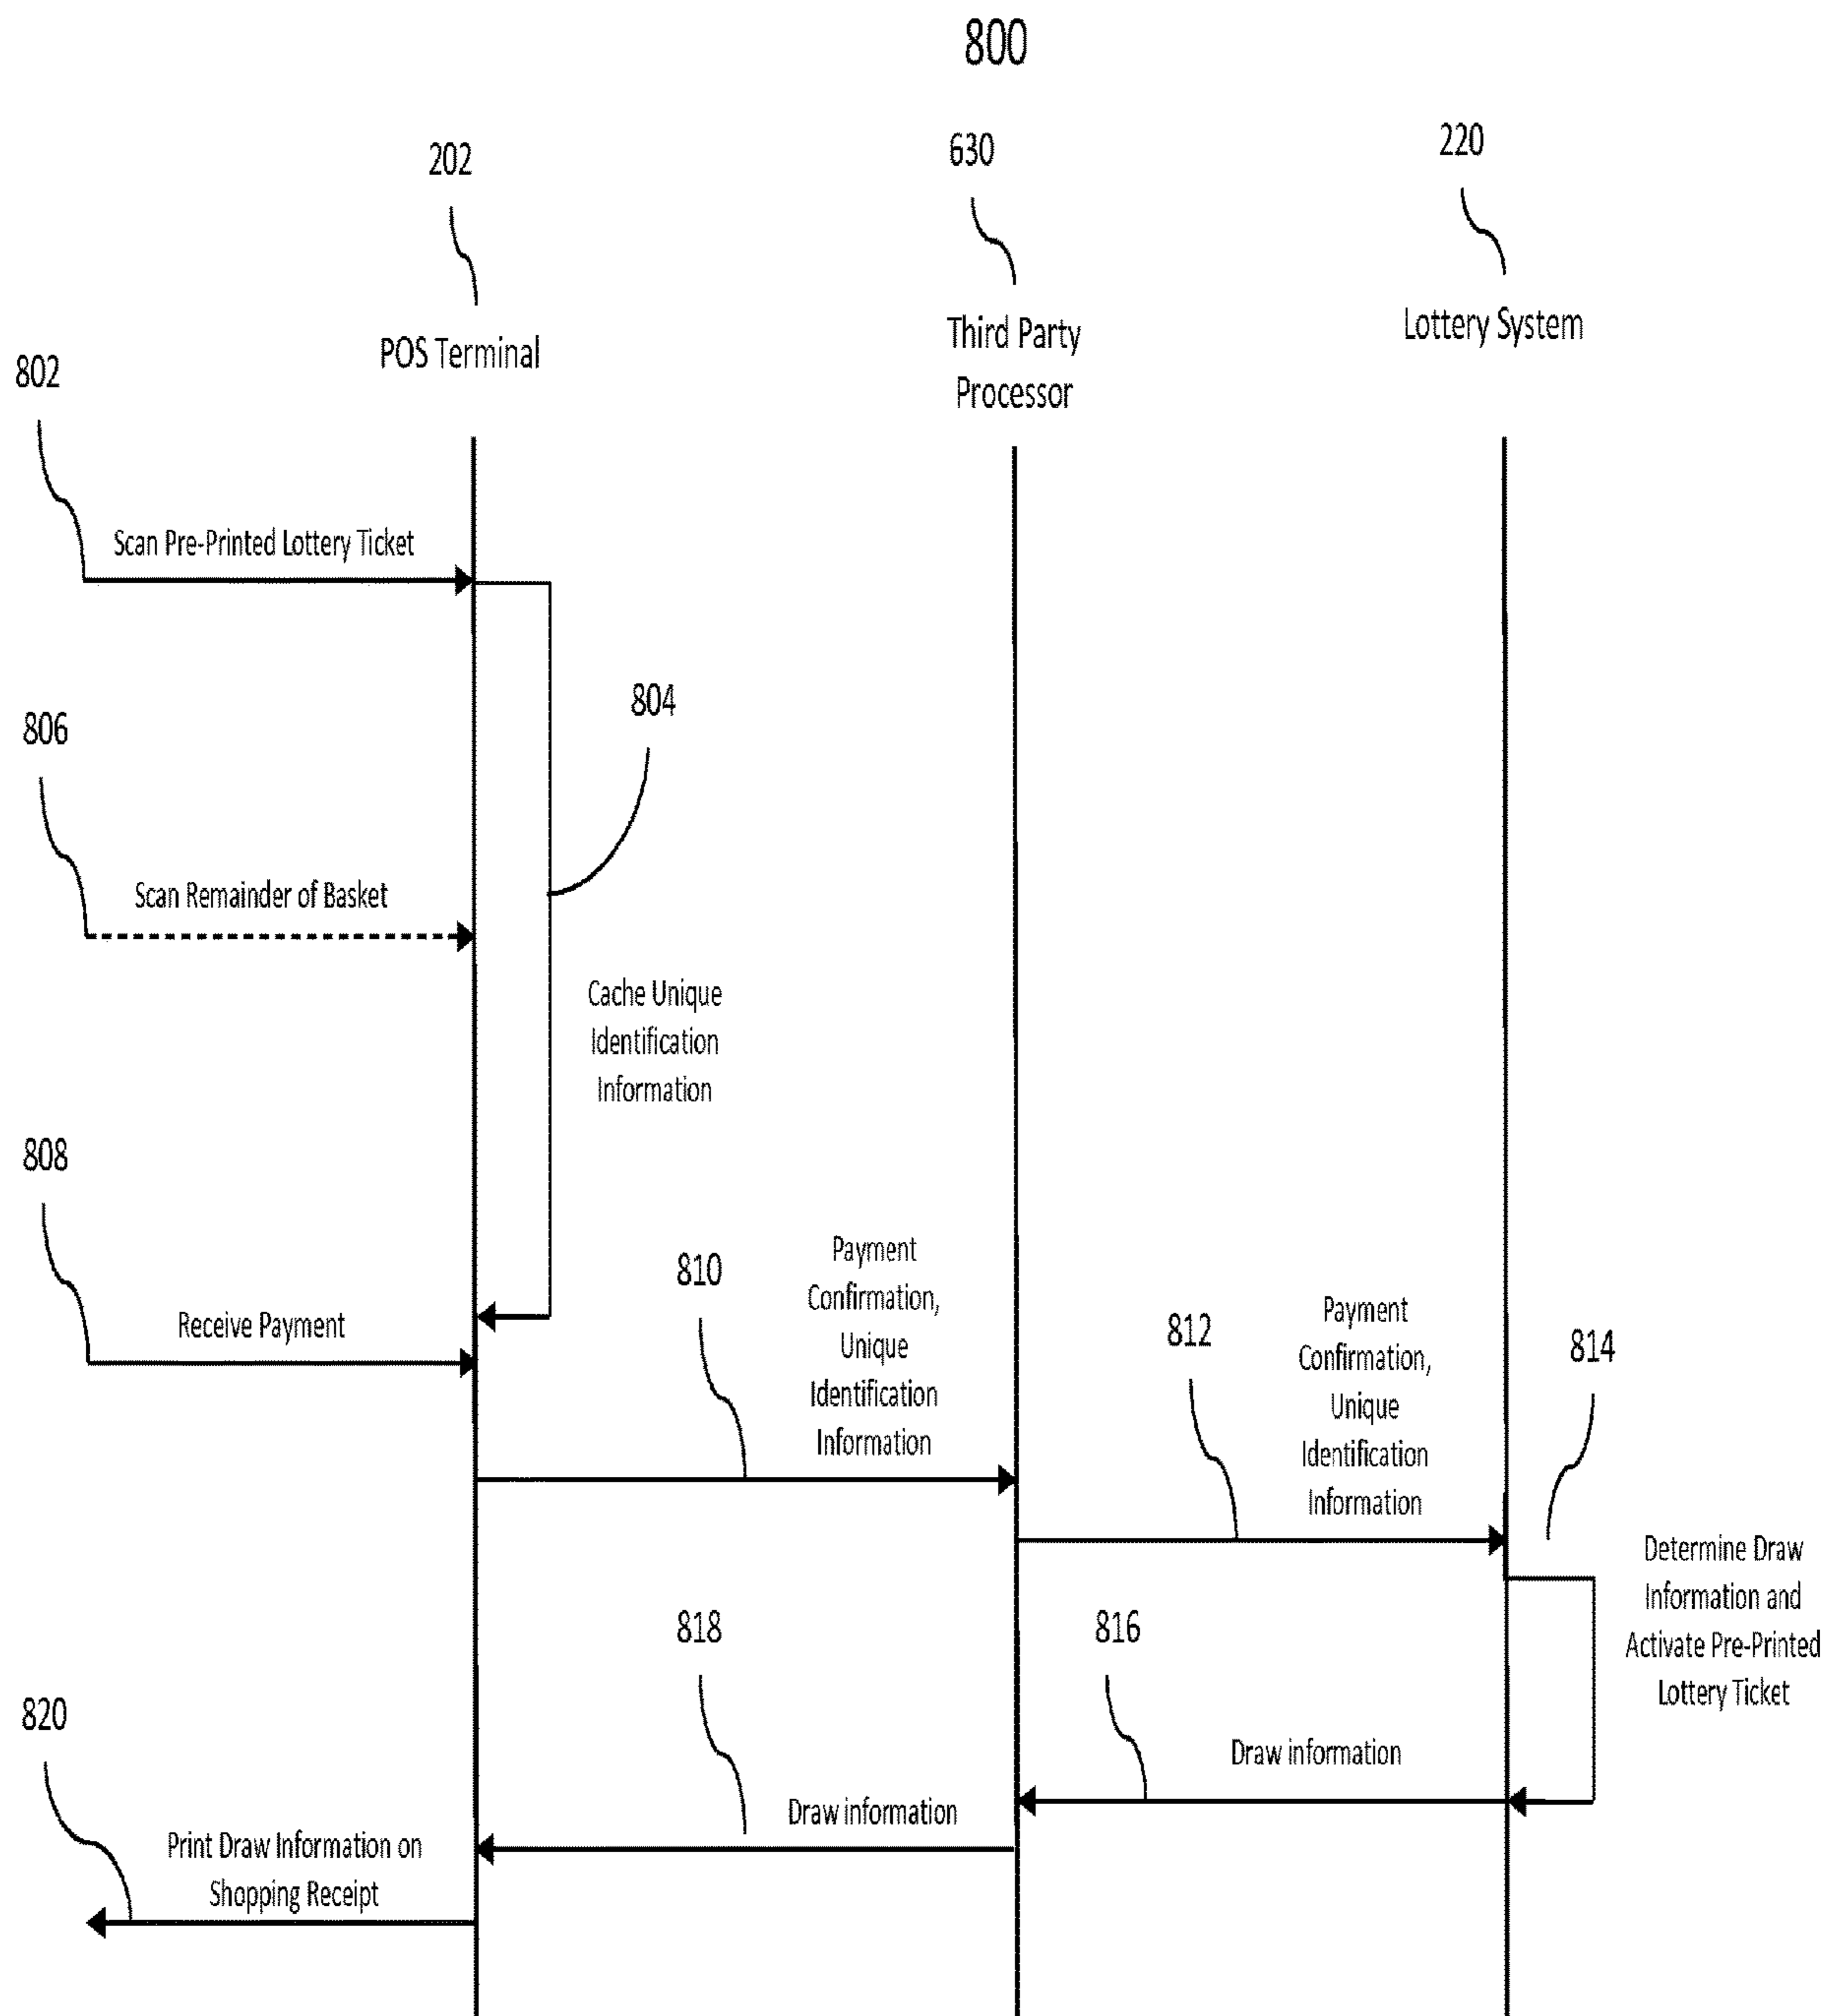 800
202
630
220
POS Terminal
Third Party
Processor
Lottery System
802
Scan Pre-Printed Lottery Ticket
804
806
Scan Remainder of Basket
Cache Unique
Identification
Information
808
Receive Payment
810
Payment
Confirmation,
Unique
Identification
Information
812
Payment
Confirmation,
Unique
Identification
Information
814
Determine Draw
Information and
Activate Pre-Printed
Lottery Ticket
816
Draw information
818
Draw information
820
Print Draw Information on
Shopping Receipt